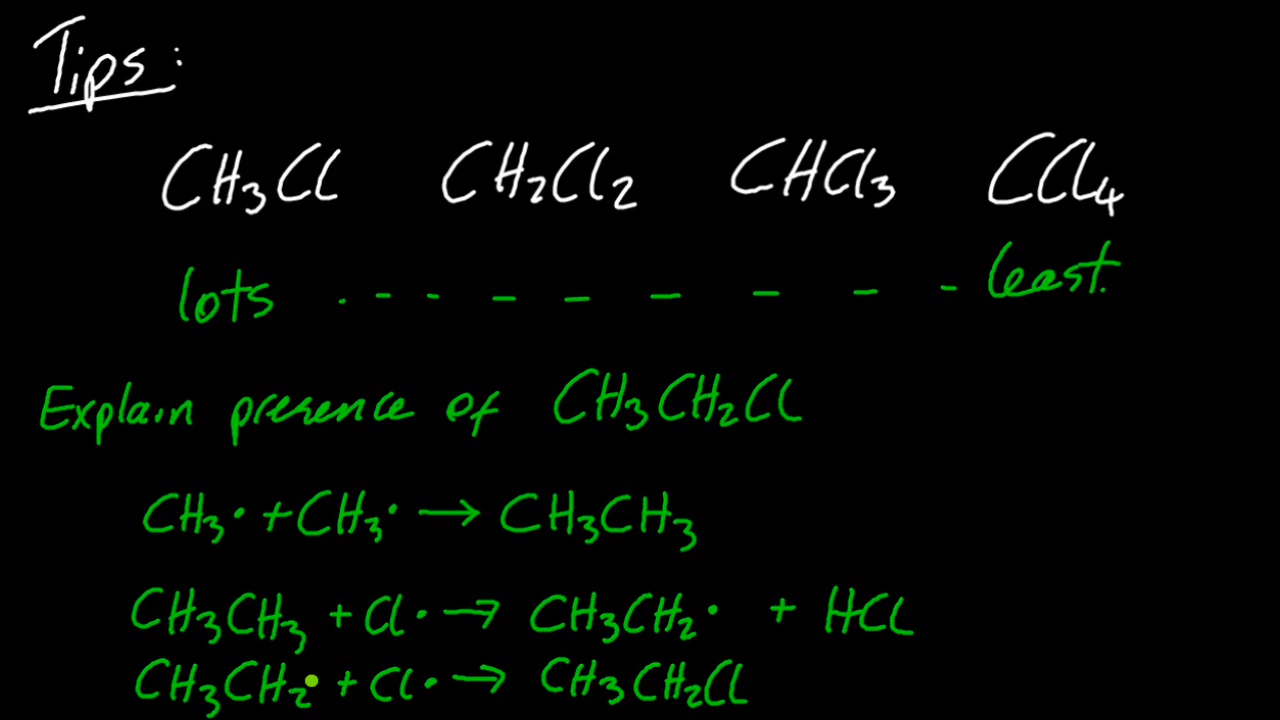 Tips:
CH₃Cl CH₂Cl₂ CHCl₃ CCl₄
lots . - - - - - - - - least.
Explain presence of CH₃CH₂Cl
CH₃• + CH₃• → CH₃CH₃
CH₃CH₃ + Cl• → CH₃CH₂• + HCl
CH₃CH₂• + Cl• → CH₃CH₂Cl